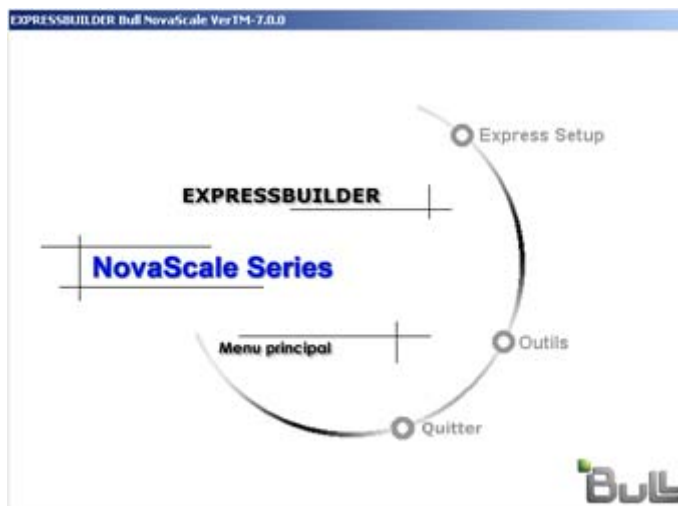 EXPRESSBUILDER Bull NovaScale VerTM-7.0.0
Express Setup
EXPRESSBUILDER
NovaScale Series
Outils
Menu principal
Quitter
Bull